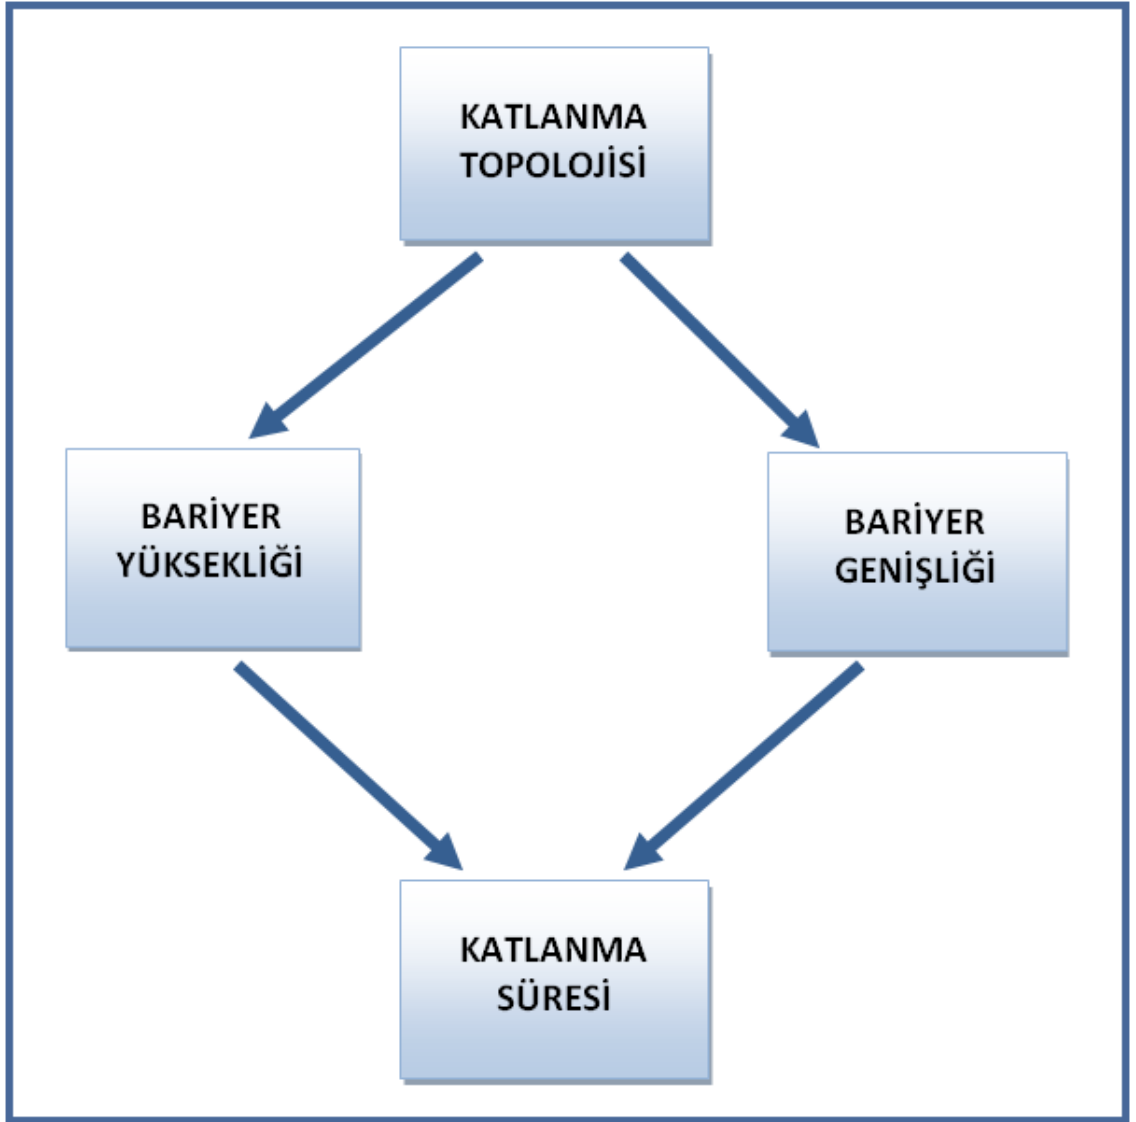 KATLANMA
TOPOLOJİSİ
BARİYER
YÜKSEKLİĞİ
BARİYER
GENİŞLİĞİ
KATLANMA
SÜRESİ